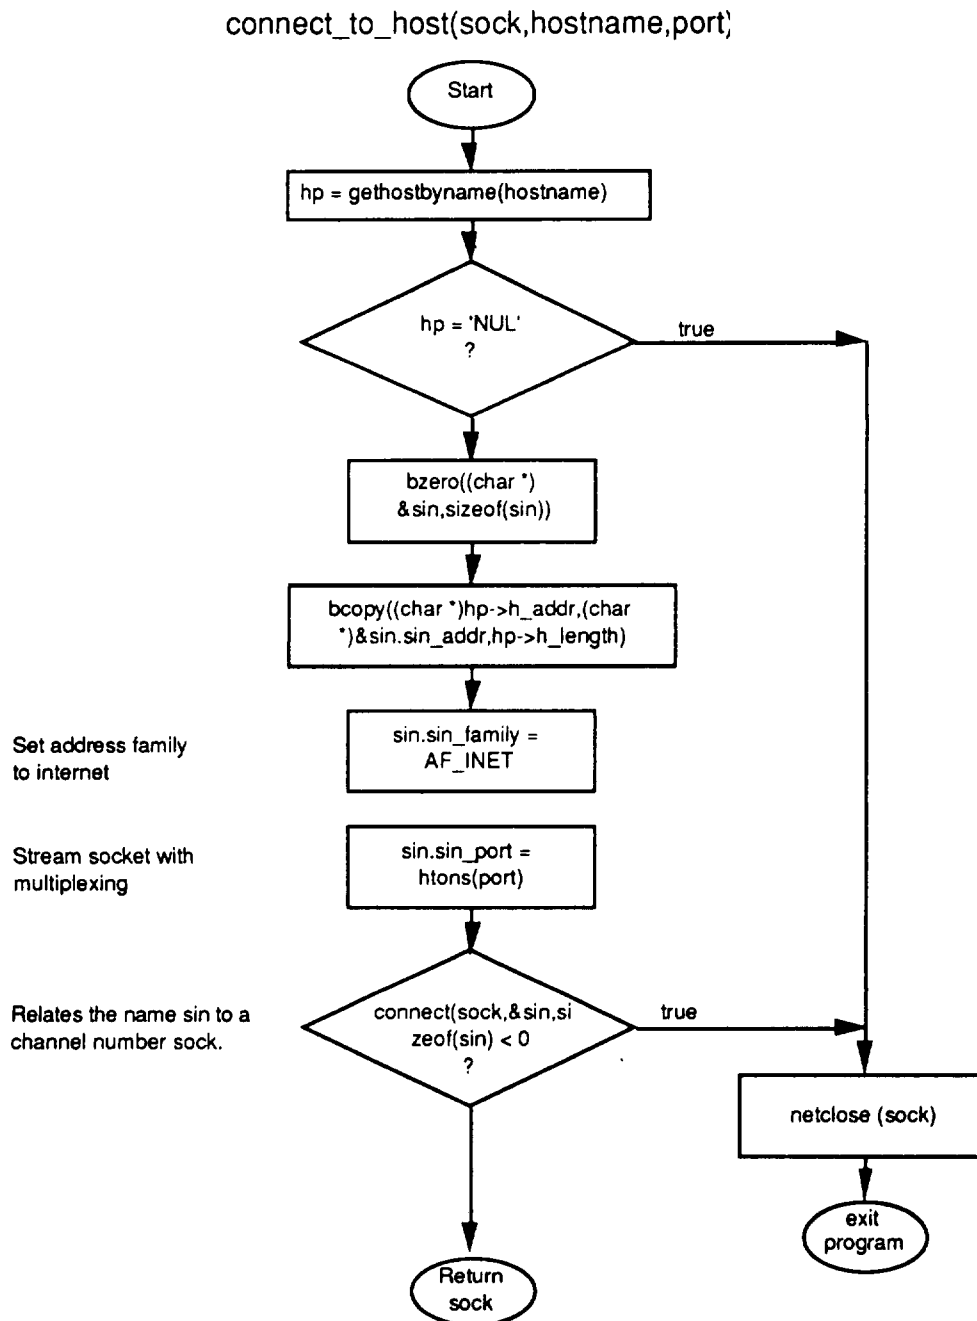 connect_to_host(sock,hostname,port)
Start
hp = gethostbyname(hostname)
hp = 'NUL'
?
true
bzero((char *)
&sin,sizeof(sin))
bcopy((char *)hp->h_addr,(char
*)&sin.sin_addr,hp->h_length)
Set address family
to internet
sin.sin_family =
AF_INET
Stream socket with
multiplexing
sin.sin_port =
htons(port)
Relates the name sin to a
channel number sock.
connect(sock,&sin,si
zeof(sin) < 0
?
true
netclose (sock)
exit
program
Return
sock